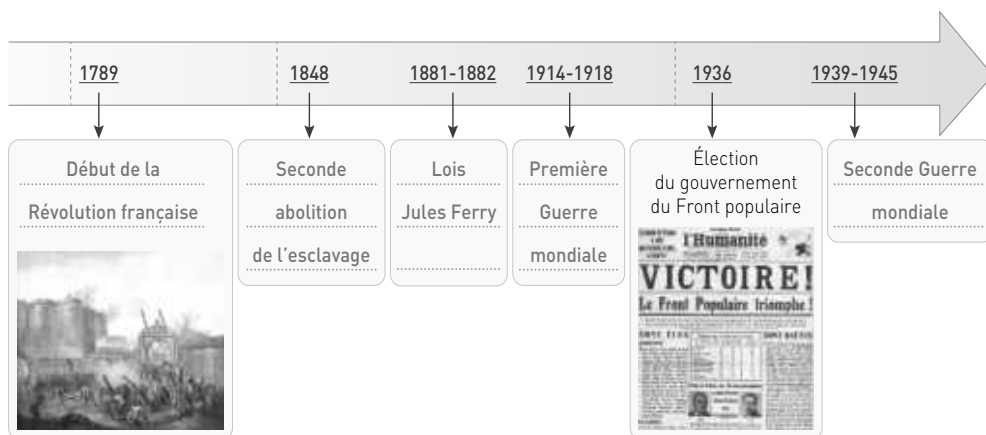 1789
1848
1881-1882
1914-1918
1936
1939-1945
Début de la
Révolution française
Seconde
abolition
de l'esclavage
Lois
Jules Ferry
Première
Guerre
mondiale
Élection
du gouvernement
du Front populaire
l'Humanité
VICTOIRE!
Le Front Populaire triomphe!
Seconde Guerre
mondiale